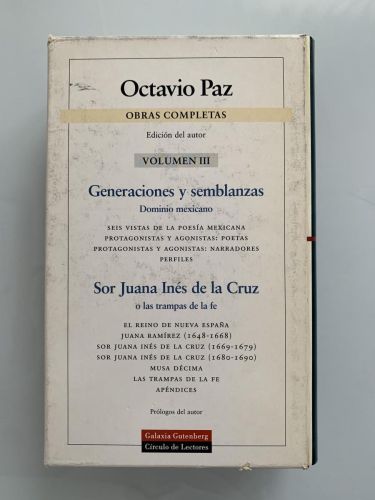 Octavio Paz
OBRAS COMPLETAS
Edición del autor
VOLUMEN III
Generaciones y semblanzas
Dominio mexicano
SEIS VISTAS DE LA POESÍA MEXICANA
PROTAGONISTAS Y AGONISTAS: POETAS
PROTAGONISTAS Y AGONISTAS: NARRADORES
PERFILES
Sor Juana Inés de la Cruz
o las trampas de la fe
EL REINO DE NUEVA ESPAÑA
JUANA RAMÍREZ (1648-1668)
SOR JUANA INÉS DE LA CRUZ (1669-1679)
SOR JUANA INÉS DE LA CRUZ (1680-1690)
MUSA DÉCIMA
LAS TRAMPAS DE LA FE
APÉNDICES
Prólogos del autor
Galaxia Gutenberg
Círculo de Lectores